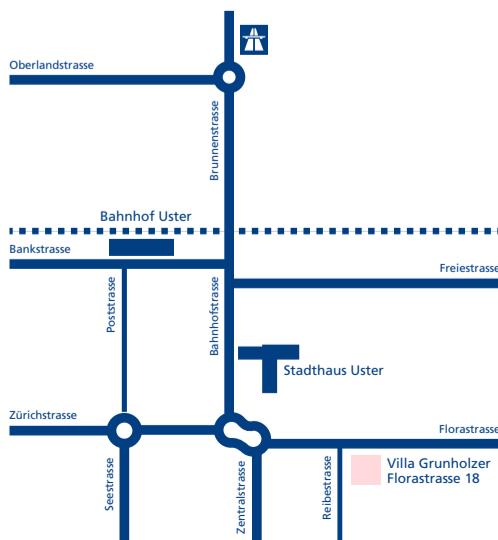 Oberlandstrasse
Brunnenstrasse
Bahnhof Uster
Bankstrasse
Freiestrasse
Poststrasse
Bahnhofstrasse
Stadthaus Uster
Zürichstrasse
Florastrasse
Seestrasse
Zentralstrasse
Reibestrasse
Villa Grunholzer
Florastrasse 18